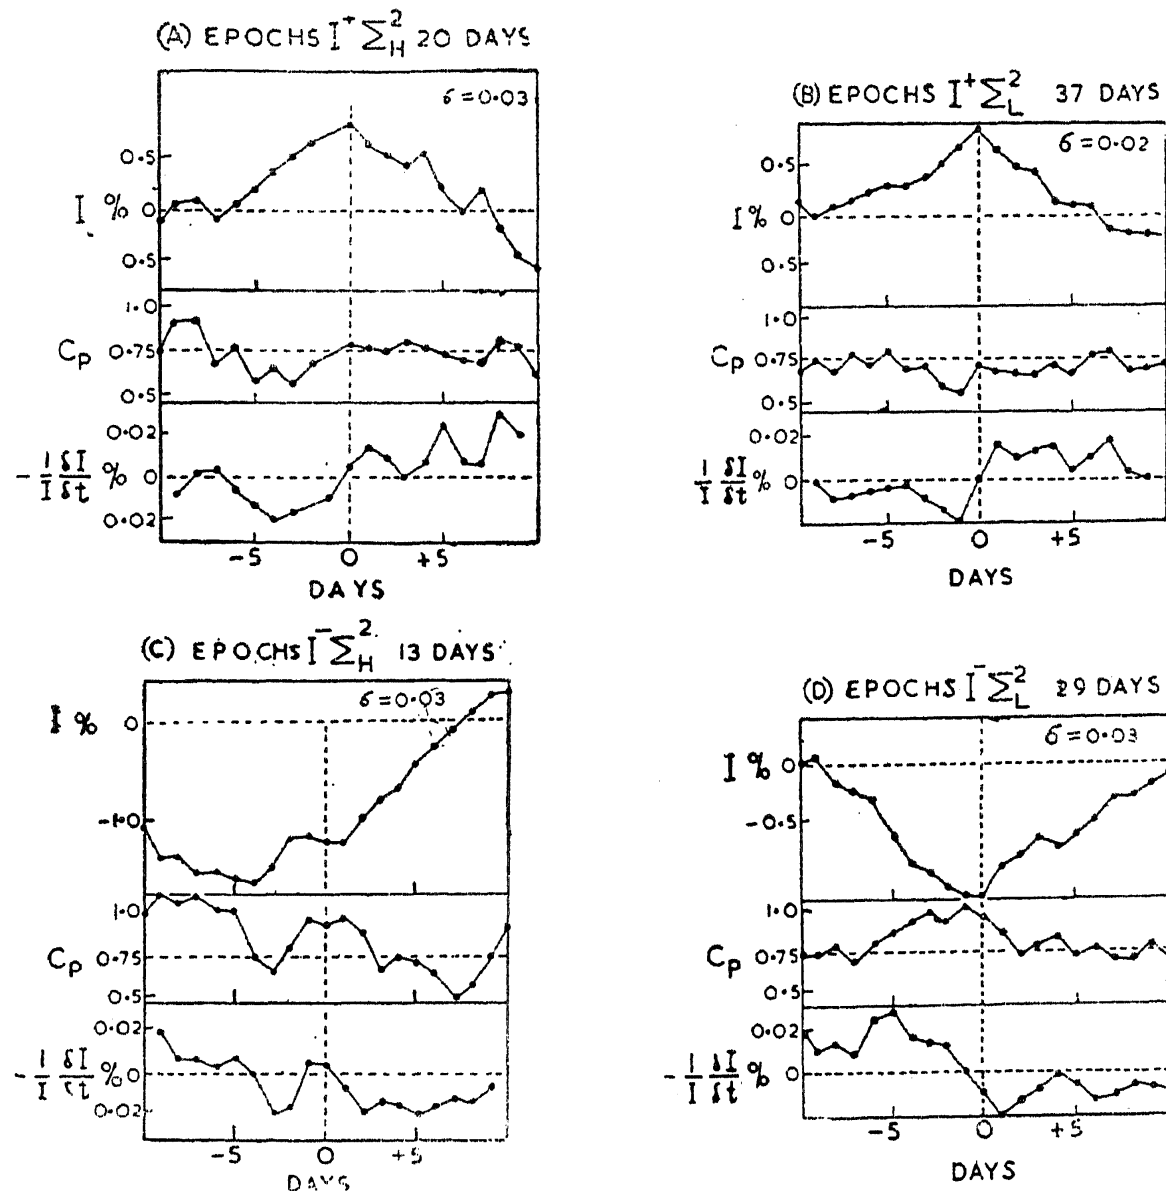 (A) EPOCHS I⁺ Σ²_H 20 DAYS
σ=0.03
0.5
I %
0
0.5
1.0
Cp 0.75
0.5
0.02
- 1/I δI/δt % 0
0.02
-5 0 +5
DAYS
(B) EPOCHS I⁺ Σ²_L 37 DAYS
σ=0.02
0.5
I % 0
0.5
1.0
Cp 0.75
0.5
0.02
1/I δI/δt % 0
-5 0 +5
DAYS
(C) EPOCHS I⁻ Σ²_H 13 DAYS
σ=0.03
I % 0
-1.0
1.0
Cp 0.75
0.5
0.02
- 1/I δI/δt % 0
0.02
-5 0 +5
DAYS
(D) EPOCHS I⁻ Σ²_L 29 DAYS
σ=0.03
I % 0
-0.5
1.0
Cp 0.75
0.5
0.02
- 1/I δI/δt % 0
-5 0 +5
DAYS